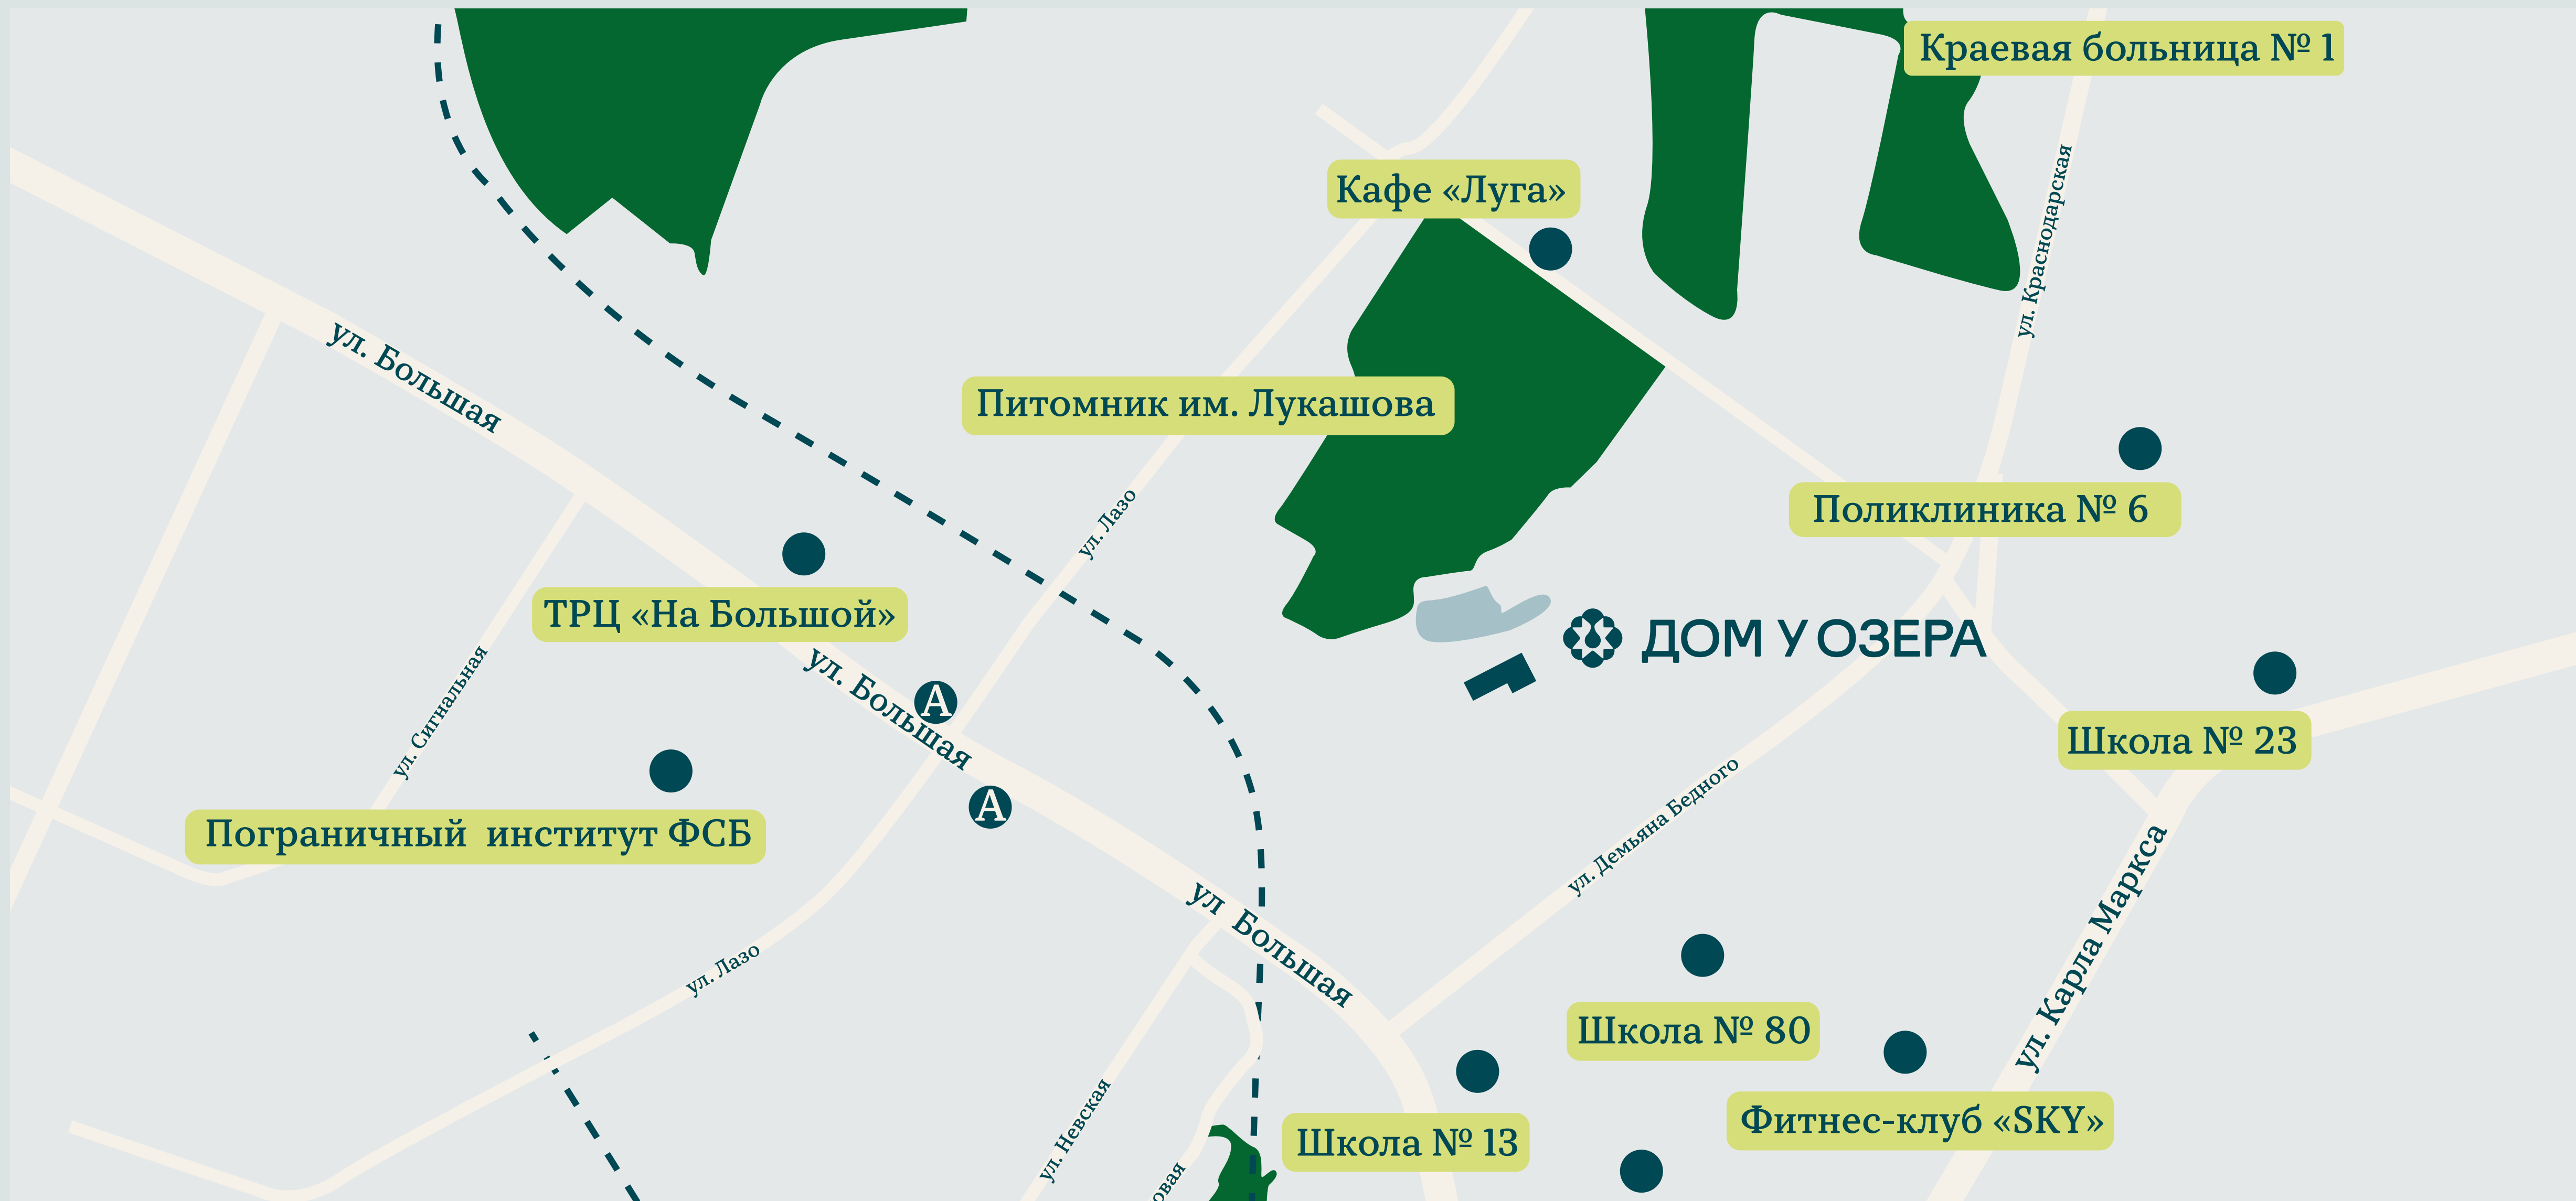 Краевая больница № 1
Кафе «Луга»
ул. Краснодарская
ул. Большая
Питомник им. Лукашова
ул. Лазо
Поликлиника № 6
ТРЦ «На Большой»
ДОМ У ОЗЕРА
ул. Сигнальная
ул. Большая
А
А
Школа № 23
Пограничный институт ФСБ
ул. Демьяна Бедного
ул. Карла Маркса
ул Большая
ул. Лазо
Школа № 80
Фитнес-клуб «SKY»
Школа № 13
ул. Невская
овая